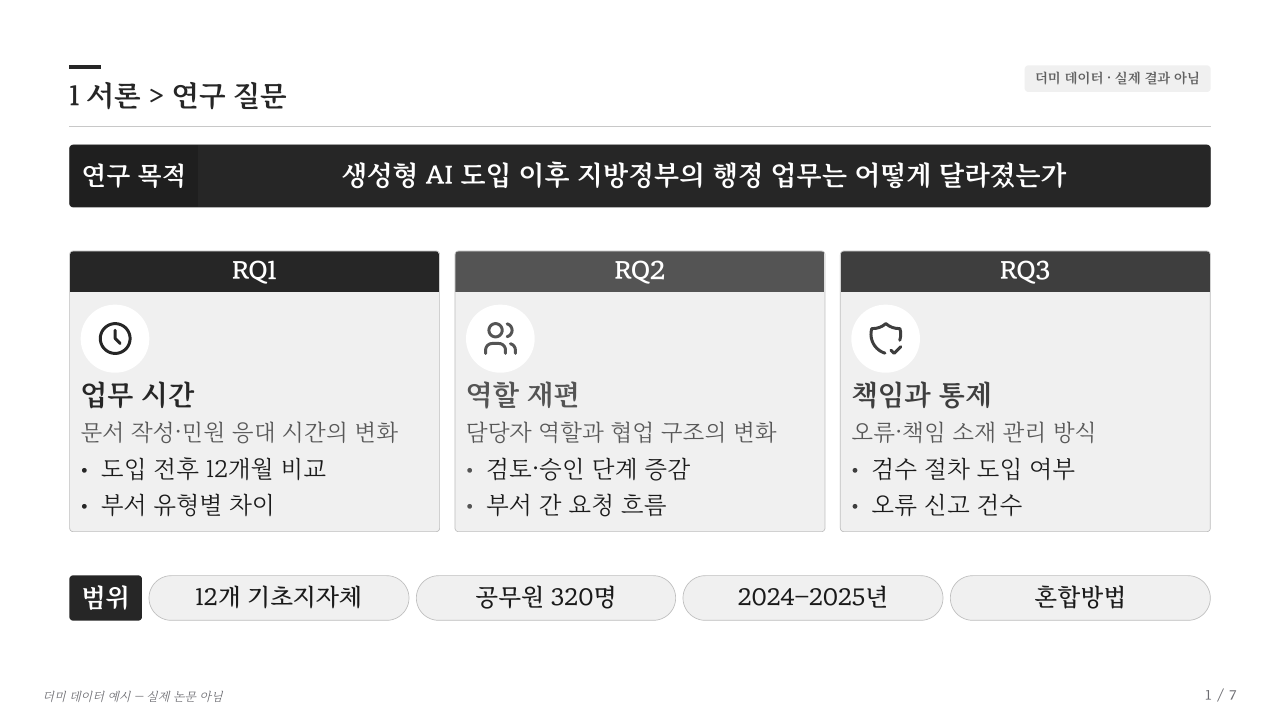 1 서론 > 연구 질문
더미 데이터 · 실제 결과 아님
연구 목적
생성형 AI 도입 이후 지방정부의 행정 업무는 어떻게 달라졌는가
RQ1
업무 시간
문서 작성·민원 응대 시간의 변화
• 도입 전후 12개월 비교
• 부서 유형별 차이
RQ2
역할 재편
담당자 역할과 협업 구조의 변화
• 검토·승인 단계 증감
• 부서 간 요청 흐름
RQ3
책임과 통제
오류·책임 소재 관리 방식
• 검수 절차 도입 여부
• 오류 신고 건수
범위
12개 기초지자체
공무원 320명
2024–2025년
혼합방법
더미 데이터 예시 – 실제 논문 아님
1 / 7